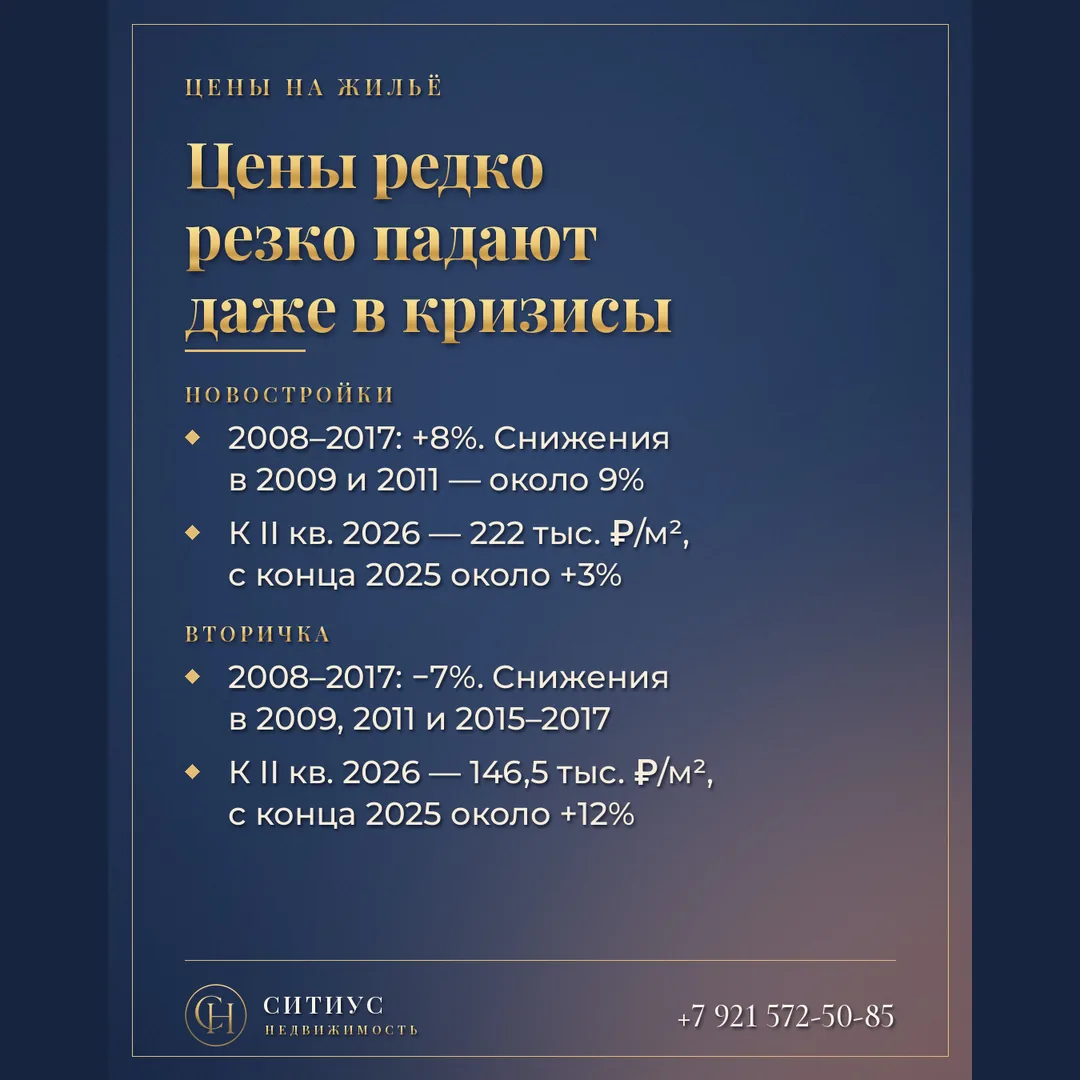 ЦЕНЫ НА ЖИЛЬЁ
Цены редко
резко падают
даже в кризисы
НОВОСТРОЙКИ
2008–2017: +8%. Снижения
в 2009 и 2011 — около 9%
К II кв. 2026 — 222 тыс. ₽/м²,
с конца 2025 около +3%
ВТОРИЧКА
2008–2017: −7%. Снижения
в 2009, 2011 и 2015–2017
К II кв. 2026 — 146,5 тыс. ₽/м²,
с конца 2025 около +12%
СН
СИТИУС
НЕДВИЖИМОСТЬ
+7 921 572-50-85